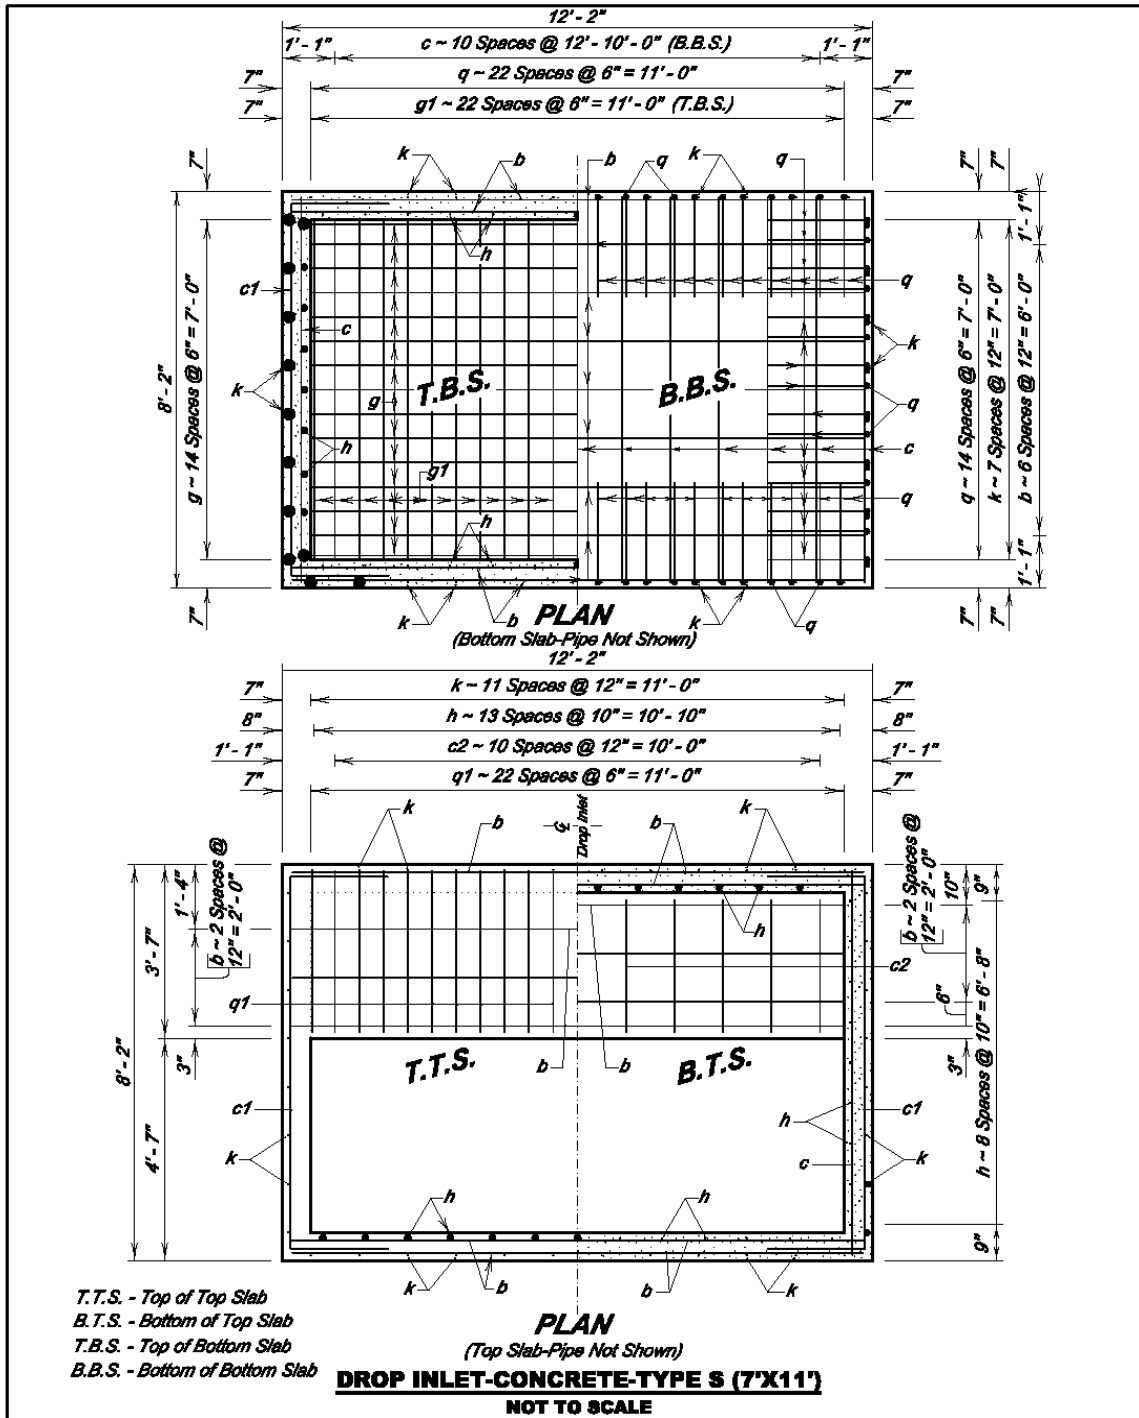 12' - 2"
1' - 1" c ~ 10 Spaces @ 12' - 10' - 0" (B.B.S.) 1' - 1"
7" q ~ 22 Spaces @ 6" = 11' - 0" 7"
7" g1 ~ 22 Spaces @ 6" = 11' - 0" (T.B.S.) 7"
k b b q k q
7" 7" 7" 1' - 1"
h
c1 q
c
k k
8' - 2"
g ~ 14 Spaces @ 6" = 7' - 0"
T.B.S. B.B.S.
g q
h c
g1 q
h
q ~ 14 Spaces @ 6" = 7' - 0"
k ~ 7 Spaces @ 12" = 7' - 0"
b ~ 6 Spaces @ 12" = 6' - 0"
1' - 1"
7" 7" 7"
k b k q
PLAN
(Bottom Slab-Pipe Not Shown)
12' - 2"
7" k ~ 11 Spaces @ 12" = 11' - 0" 7"
8" h ~ 13 Spaces @ 10" = 10' - 10" 8"
1' - 1" c2 ~ 10 Spaces @ 12" = 10' - 0" 1' - 1"
7" q1 ~ 22 Spaces @ 6" = 11' - 0" 7"
k b ℄ Drop Inlet b k
1' - 4"
b ~ 2 Spaces @
12" = 2' - 0"
b ~ 2 Spaces @
12" = 2' - 0"
10" 9"
b h
3' - 7"
c2
q1
6"
8' - 2"
3" 3"
T.T.S. b b B.T.S.
c1 h c1
4' - 7"
k c k
h ~ 8 Spaces @ 10" = 6' - 8"
h h
9"
k b b k
T.T.S. - Top of Top Slab
B.T.S. - Bottom of Top Slab
T.B.S. - Top of Bottom Slab
B.B.S. - Bottom of Bottom Slab
PLAN
(Top Slab-Pipe Not Shown)
DROP INLET-CONCRETE-TYPE S (7'X11')
NOT TO SCALE